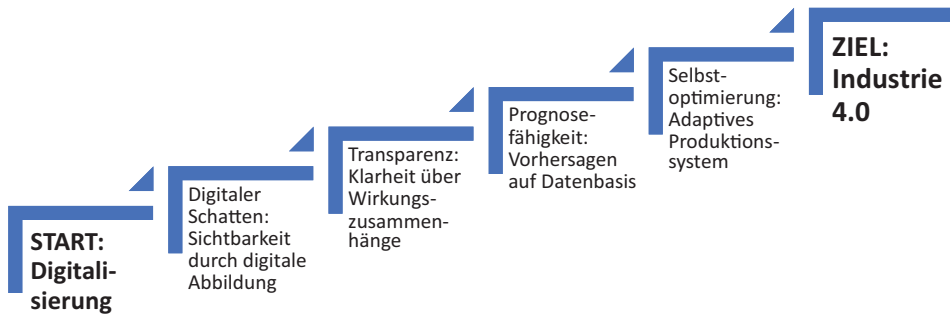 START:
Digitali-
sierung
Digitaler
Schatten:
Sichtbarkeit
durch digitale
Abbildung
Transparenz:
Klarheit über
Wirkungs-
zusammen-
hänge
Prognose-
fähigkeit:
Vorhersagen
auf Datenbasis
Selbst-
optimierung:
Adaptives
Produktions-
system
ZIEL:
Industrie
4.0